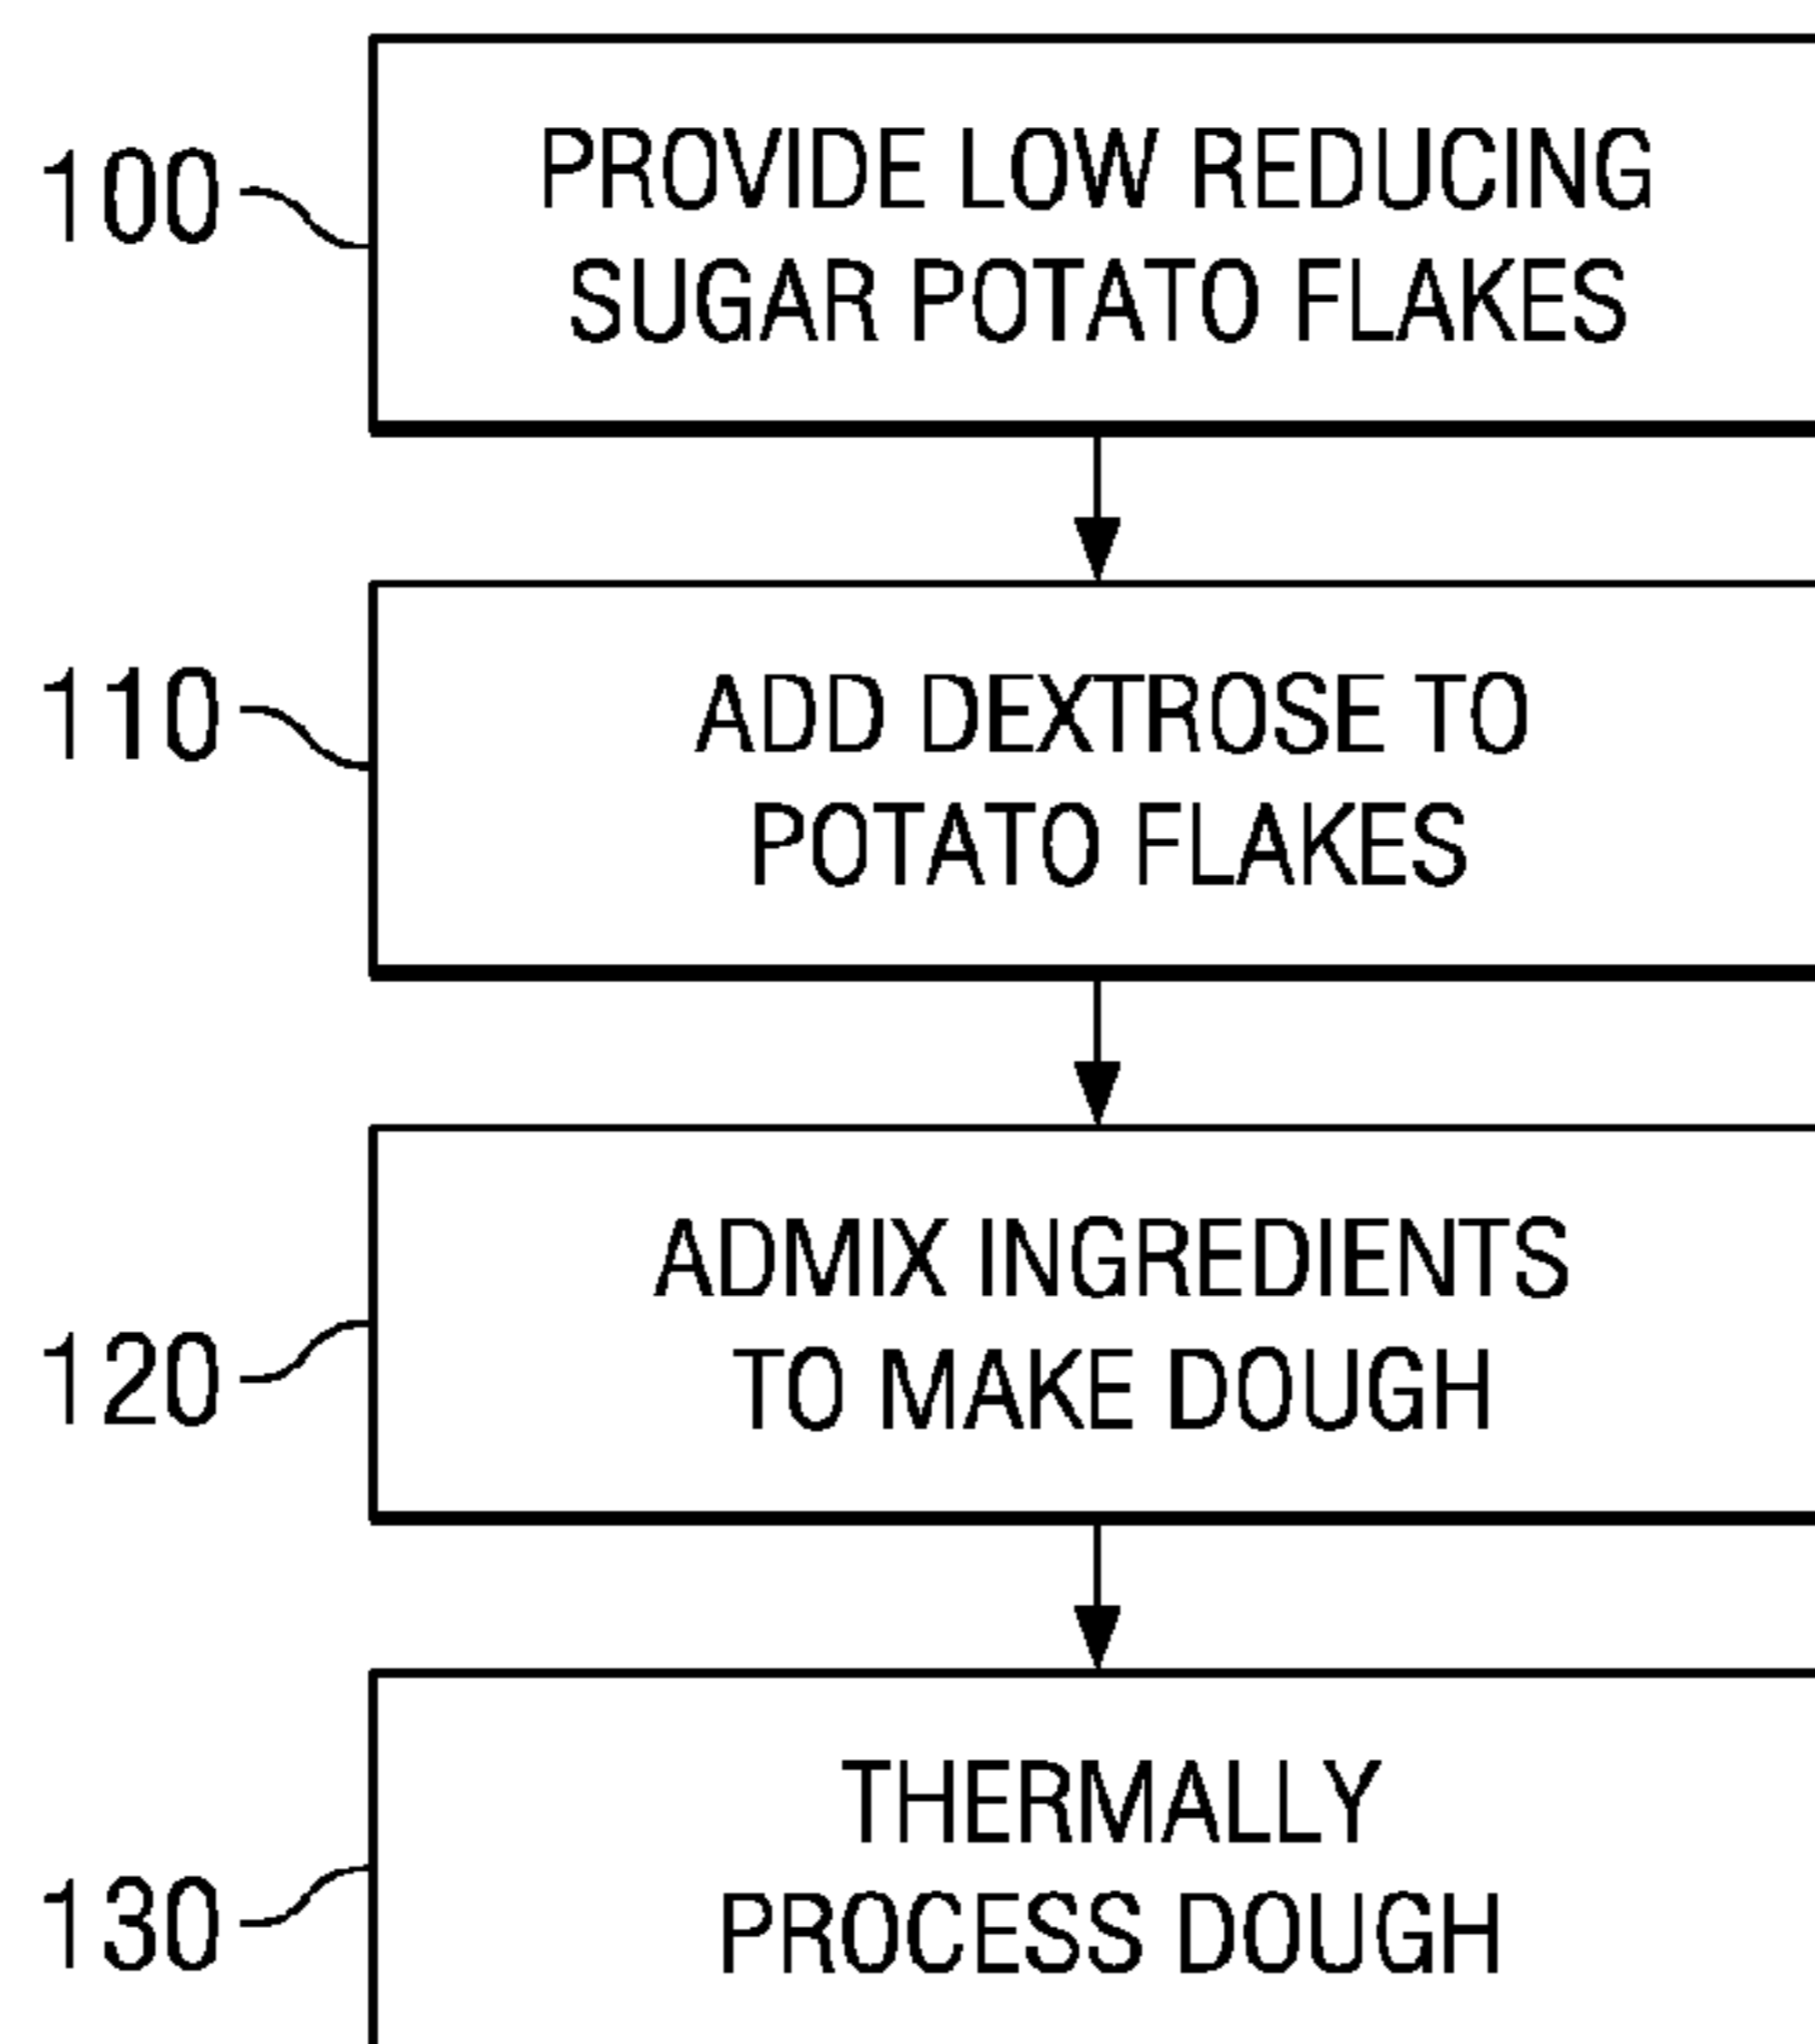 100
PROVIDE LOW REDUCING
SUGAR POTATO FLAKES
110
ADD DEXTROSE TO
POTATO FLAKES
120
ADMIX INGREDIENTS
TO MAKE DOUGH
130
THERMALLY
PROCESS DOUGH